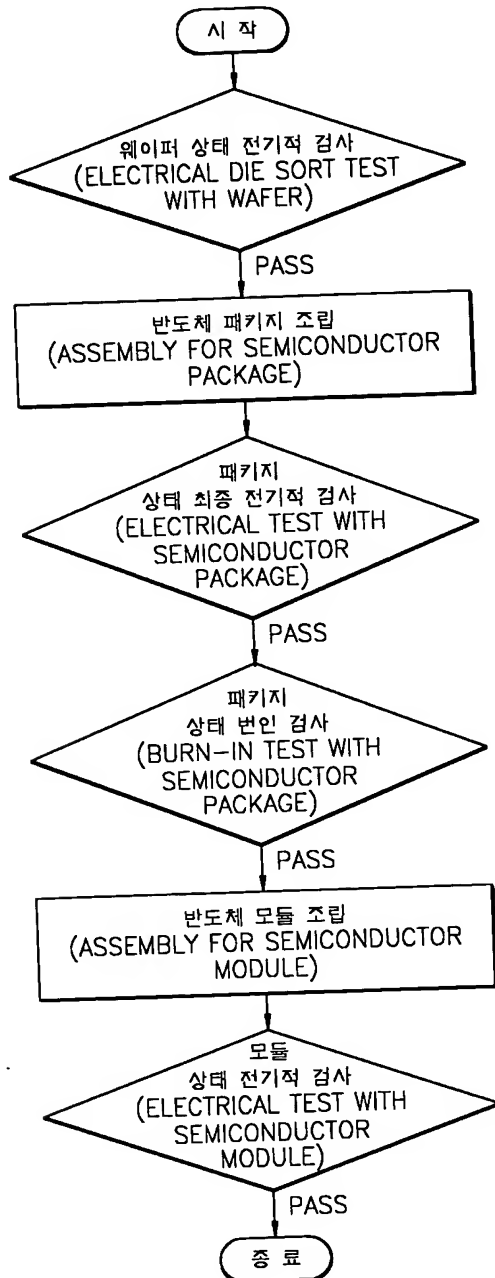 시 작
웨이퍼 상태 전기적 검사
(ELECTRICAL DIE SORT TEST
WITH WAFER)
PASS
반도체 패키지 조립
(ASSEMBLY FOR SEMICONDUCTOR
PACKAGE)
패키지
상태 최종 전기적 검사
(ELECTRICAL TEST WITH
SEMICONDUCTOR
PACKAGE)
PASS
패키지
상태 번인 검사
(BURN-IN TEST WITH
SEMICONDUCTOR
PACKAGE)
PASS
반도체 모듈 조립
(ASSEMBLY FOR SEMICONDUCTOR
MODULE)
모듈
상태 전기적 검사
(ELECTRICAL TEST WITH
SEMICONDUCTOR
MODULE)
PASS
종 료